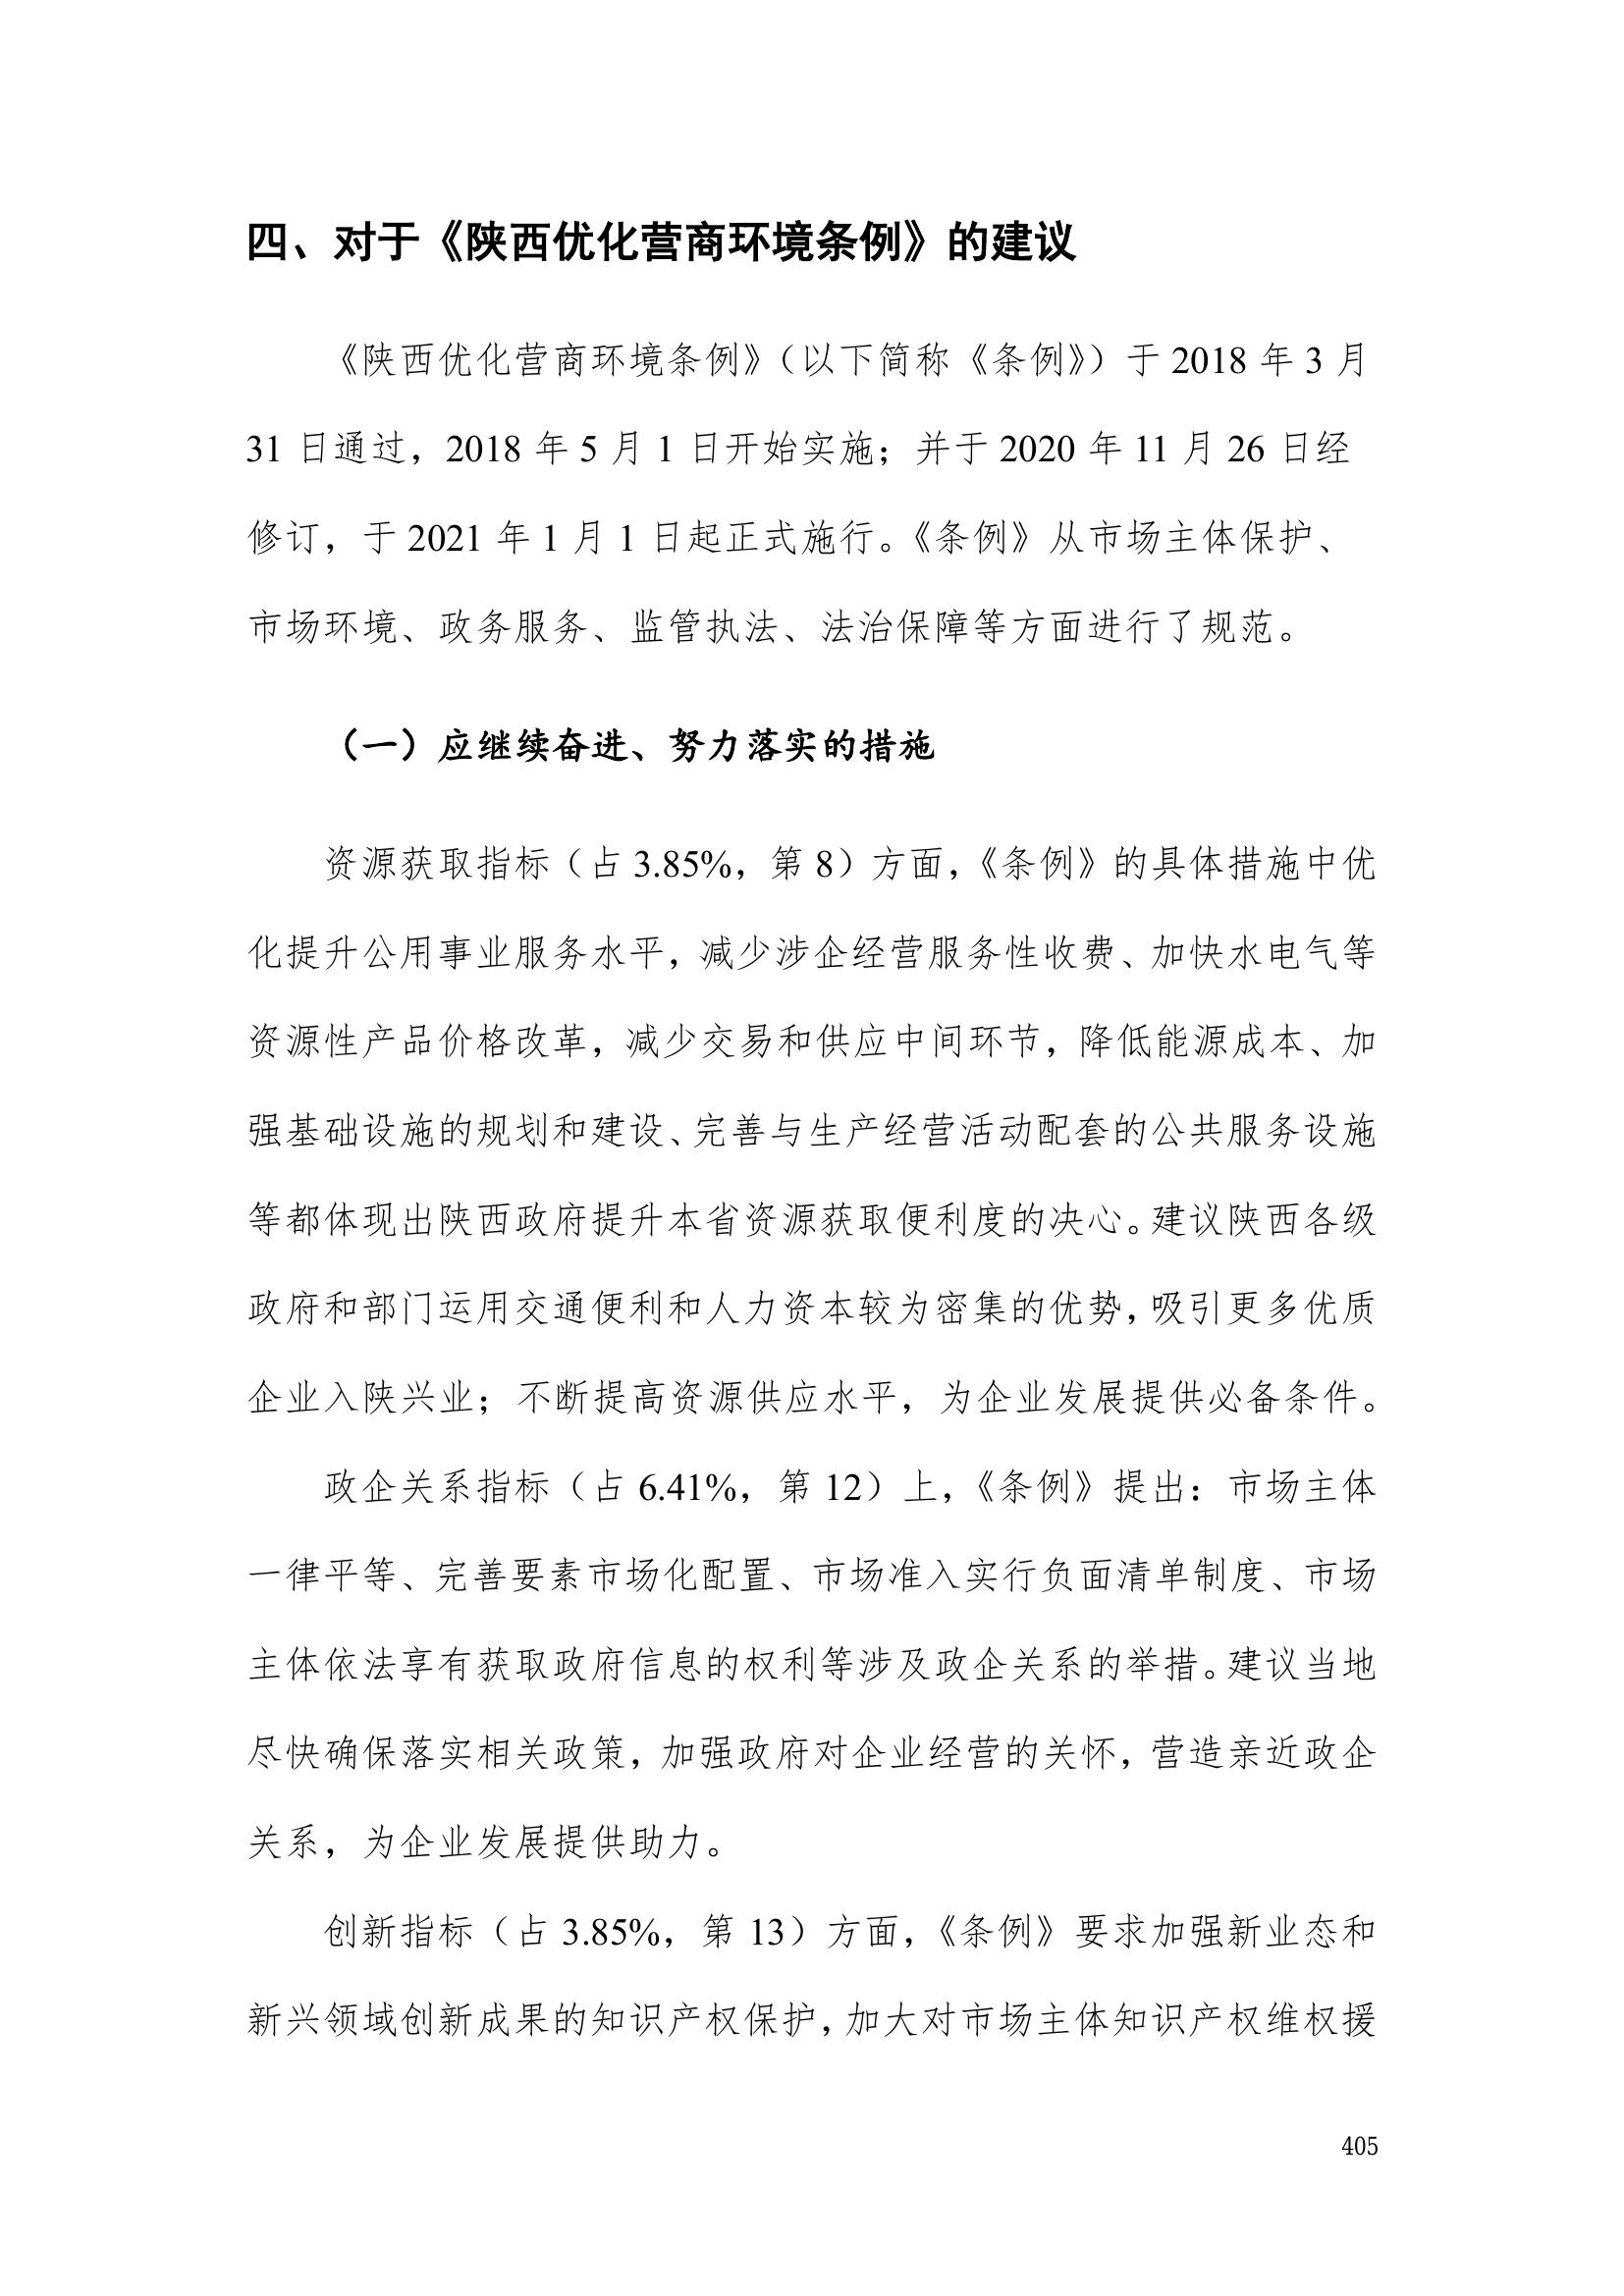 四、对于《陕西优化营商环境条例》的建议
《陕西优化营商环境条例》（以下简称《条例》）于 2018 年 3 月
31 日通过，2018 年 5 月 1 日开始实施；并于 2020 年 11 月 26 日经
修订，于 2021 年 1 月 1 日起正式施行。《条例》从市场主体保护、
市场环境、政务服务、监管执法、法治保障等方面进行了规范。
（一）应继续奋进、努力落实的措施
资源获取指标（占 3.85%，第 8）方面，《条例》的具体措施中优
化提升公用事业服务水平，减少涉企经营服务性收费、加快水电气等
资源性产品价格改革，减少交易和供应中间环节，降低能源成本、加
强基础设施的规划和建设、完善与生产经营活动配套的公共服务设施
等都体现出陕西政府提升本省资源获取便利度的决心。建议陕西各级
政府和部门运用交通便利和人力资本较为密集的优势，吸引更多优质
企业入陕兴业；不断提高资源供应水平，为企业发展提供必备条件。
政企关系指标（占 6.41%，第 12）上，《条例》提出：市场主体
一律平等、完善要素市场化配置、市场准入实行负面清单制度、市场
主体依法享有获取政府信息的权利等涉及政企关系的举措。建议当地
尽快确保落实相关政策，加强政府对企业经营的关怀，营造亲近政企
关系，为企业发展提供助力。
创新指标（占 3.85%，第 13）方面，《条例》要求加强新业态和
新兴领域创新成果的知识产权保护，加大对市场主体知识产权维权援
405